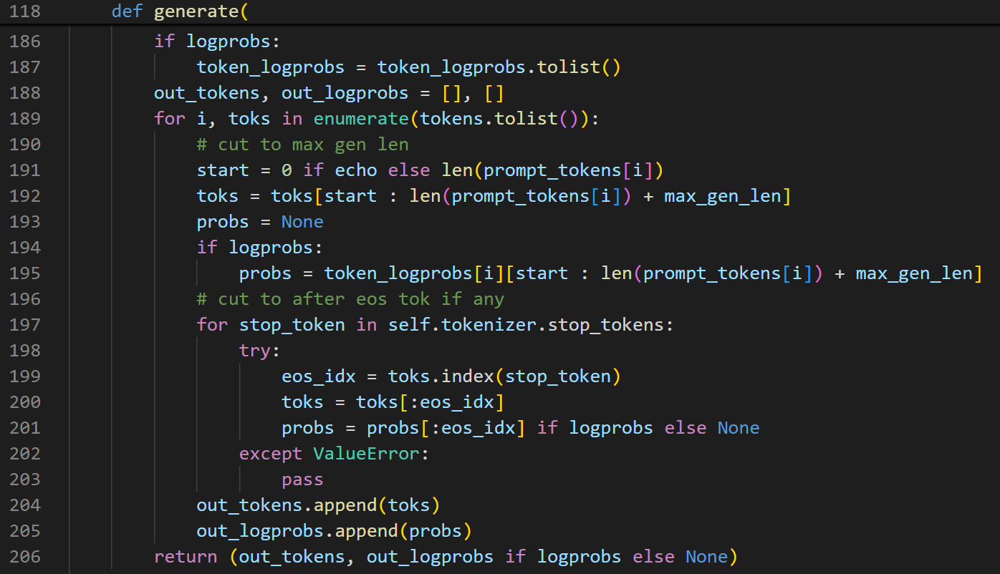 118 def generate(
186 if logprobs:
187 token_logprobs = token_logprobs.tolist()
188 out_tokens, out_logprobs = [], []
189 for i, toks in enumerate(tokens.tolist()):
190 # cut to max gen len
191 start = 0 if echo else len(prompt_tokens[i])
192 toks = toks[start : len(prompt_tokens[i]) + max_gen_len]
193 probs = None
194 if logprobs:
195 probs = token_logprobs[i][start : len(prompt_tokens[i]) + max_gen_len]
196 # cut to after eos tok if any
197 for stop_token in self.tokenizer.stop_tokens:
198 try:
199 eos_idx = toks.index(stop_token)
200 toks = toks[:eos_idx]
201 probs = probs[:eos_idx] if logprobs else None
202 except ValueError:
203 pass
204 out_tokens.append(toks)
205 out_logprobs.append(probs)
206 return (out_tokens, out_logprobs if logprobs else None)